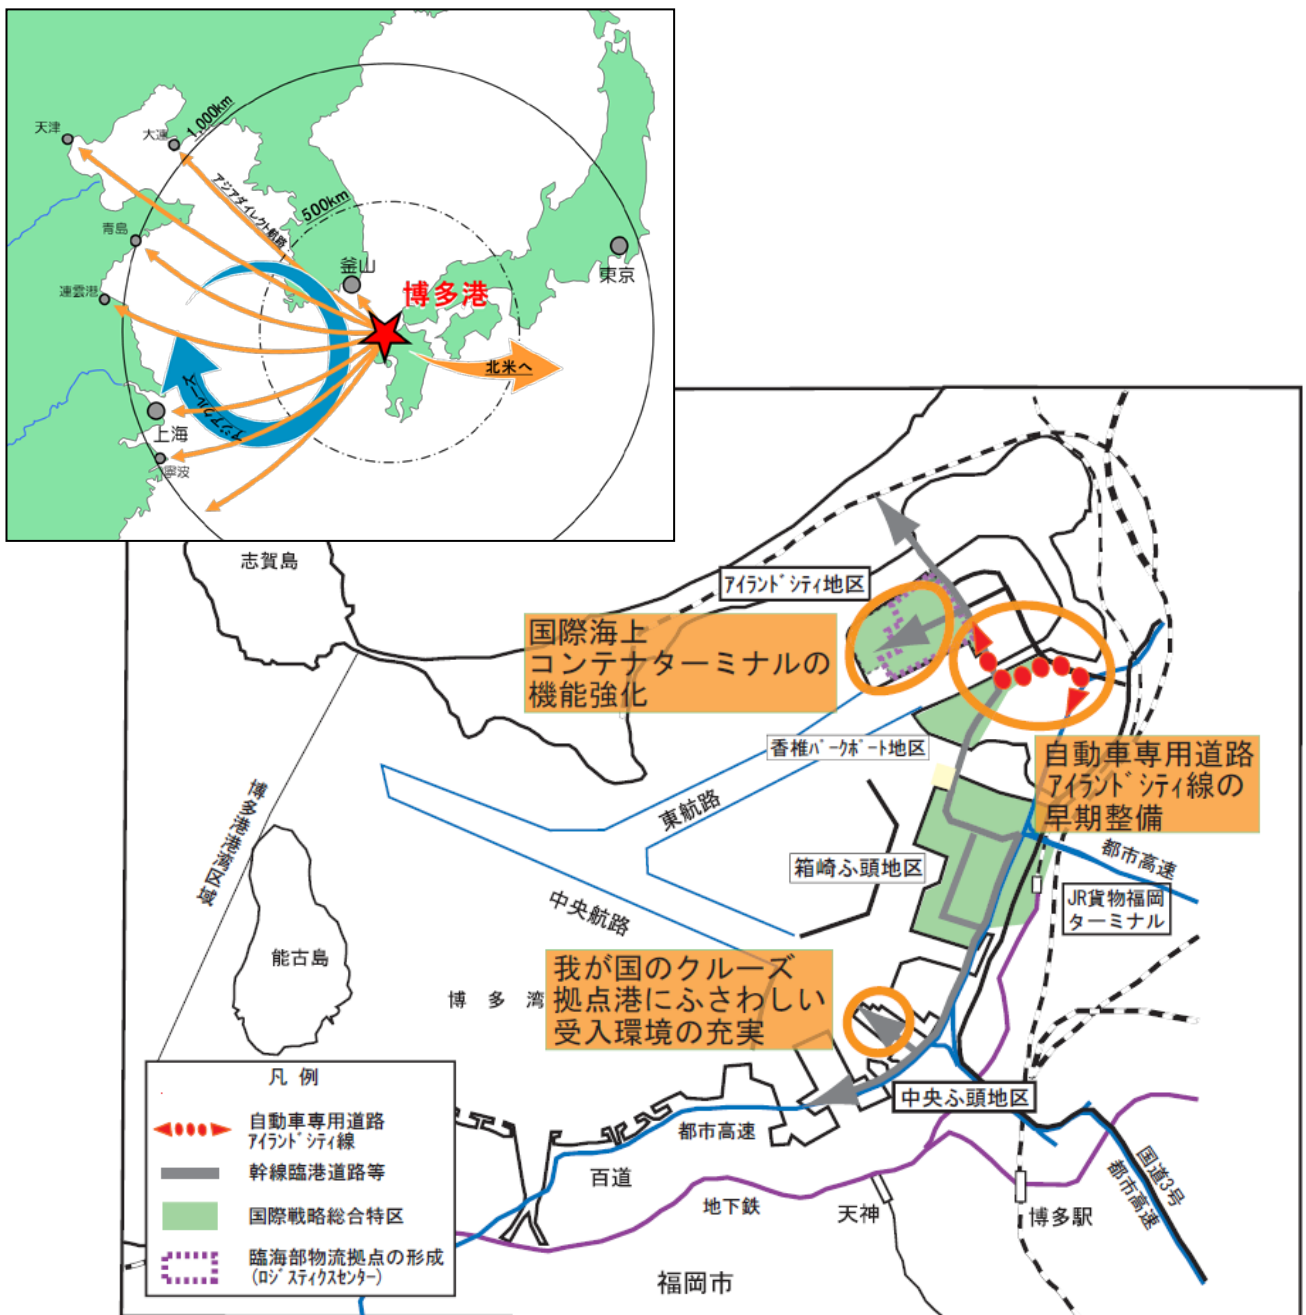 天津
大連
1,000km
アジアダイレクト航路
500km
青島
釜山
東京
連雲港
博多港
北米へ
アジアクルーズ
上海
寧波
志賀島
アイランドシティ地区
国際海上
コンテナターミナルの
機能強化
香椎パークポート地区
自動車専用道路
アイランドシティ線の
早期整備
博多港港湾区域
東航路
都市高速
箱崎ふ頭地区
JR貨物福岡
ターミナル
中央航路
能古島
我が国のクルーズ
拠点港にふさわしい
受入環境の充実
博多湾
凡例
自動車専用道路
アイランドシティ線
幹線臨港道路等
国際戦略総合特区
臨海部物流拠点の形成
(ロジスティクスセンター)
中央ふ頭地区
都市高速
百道
地下鉄
天神
博多駅
国道3号
都市高速
福岡市